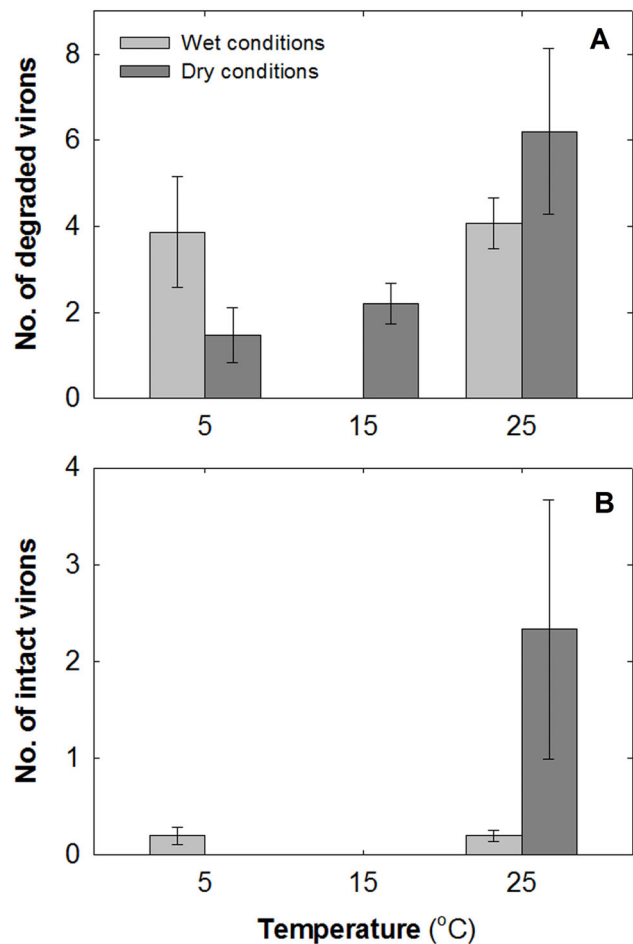 A
Wet conditions
Dry conditions
No. of degraded virons
8
6
4
2
0
5 15 25
B
No. of intact virons
4
3
2
1
0
5 15 25
Temperature (°C)